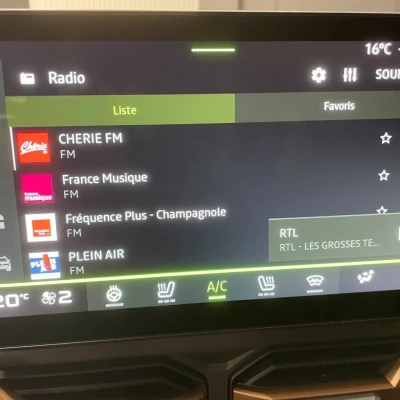 16°C
Radio
SOU
Liste
Favoris
CHERIE FM
FM
France Musique
FM
Fréquence Plus - Champagnole
FM
RTL
RTL - LES GROSSES TE...
PLEIN AIR
FM
20°C
2
A/C